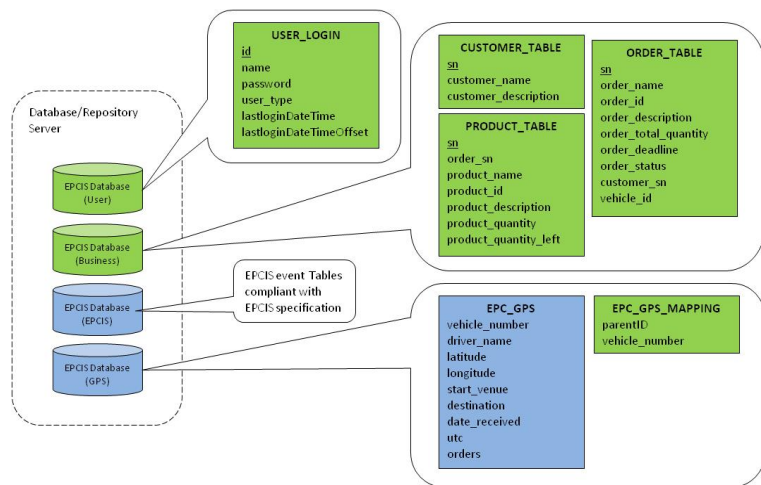 USER_LOGIN
id
name
password
user_type
lastloginDateTime
lastloginDateTimeOffset
CUSTOMER_TABLE
sn
customer_name
customer_description
ORDER_TABLE
sn
order_name
order_id
order_description
order_total_quantity
order_deadline
order_status
customer_sn
vehicle_id
PRODUCT_TABLE
sn
order_sn
product_name
product_id
product_description
product_quantity
product_quantity_left
Database/Repository
Server
EPCIS Database
(User)
EPCIS Database
(Business)
EPCIS Database
(EPCIS)
EPCIS Database
(GPS)
EPCIS event Tables
compliant with
EPCIS specification
EPC_GPS
vehicle_number
driver_name
latitude
longitude
start_venue
destination
date_received
utc
orders
EPC_GPS_MAPPING
parentID
vehicle_number